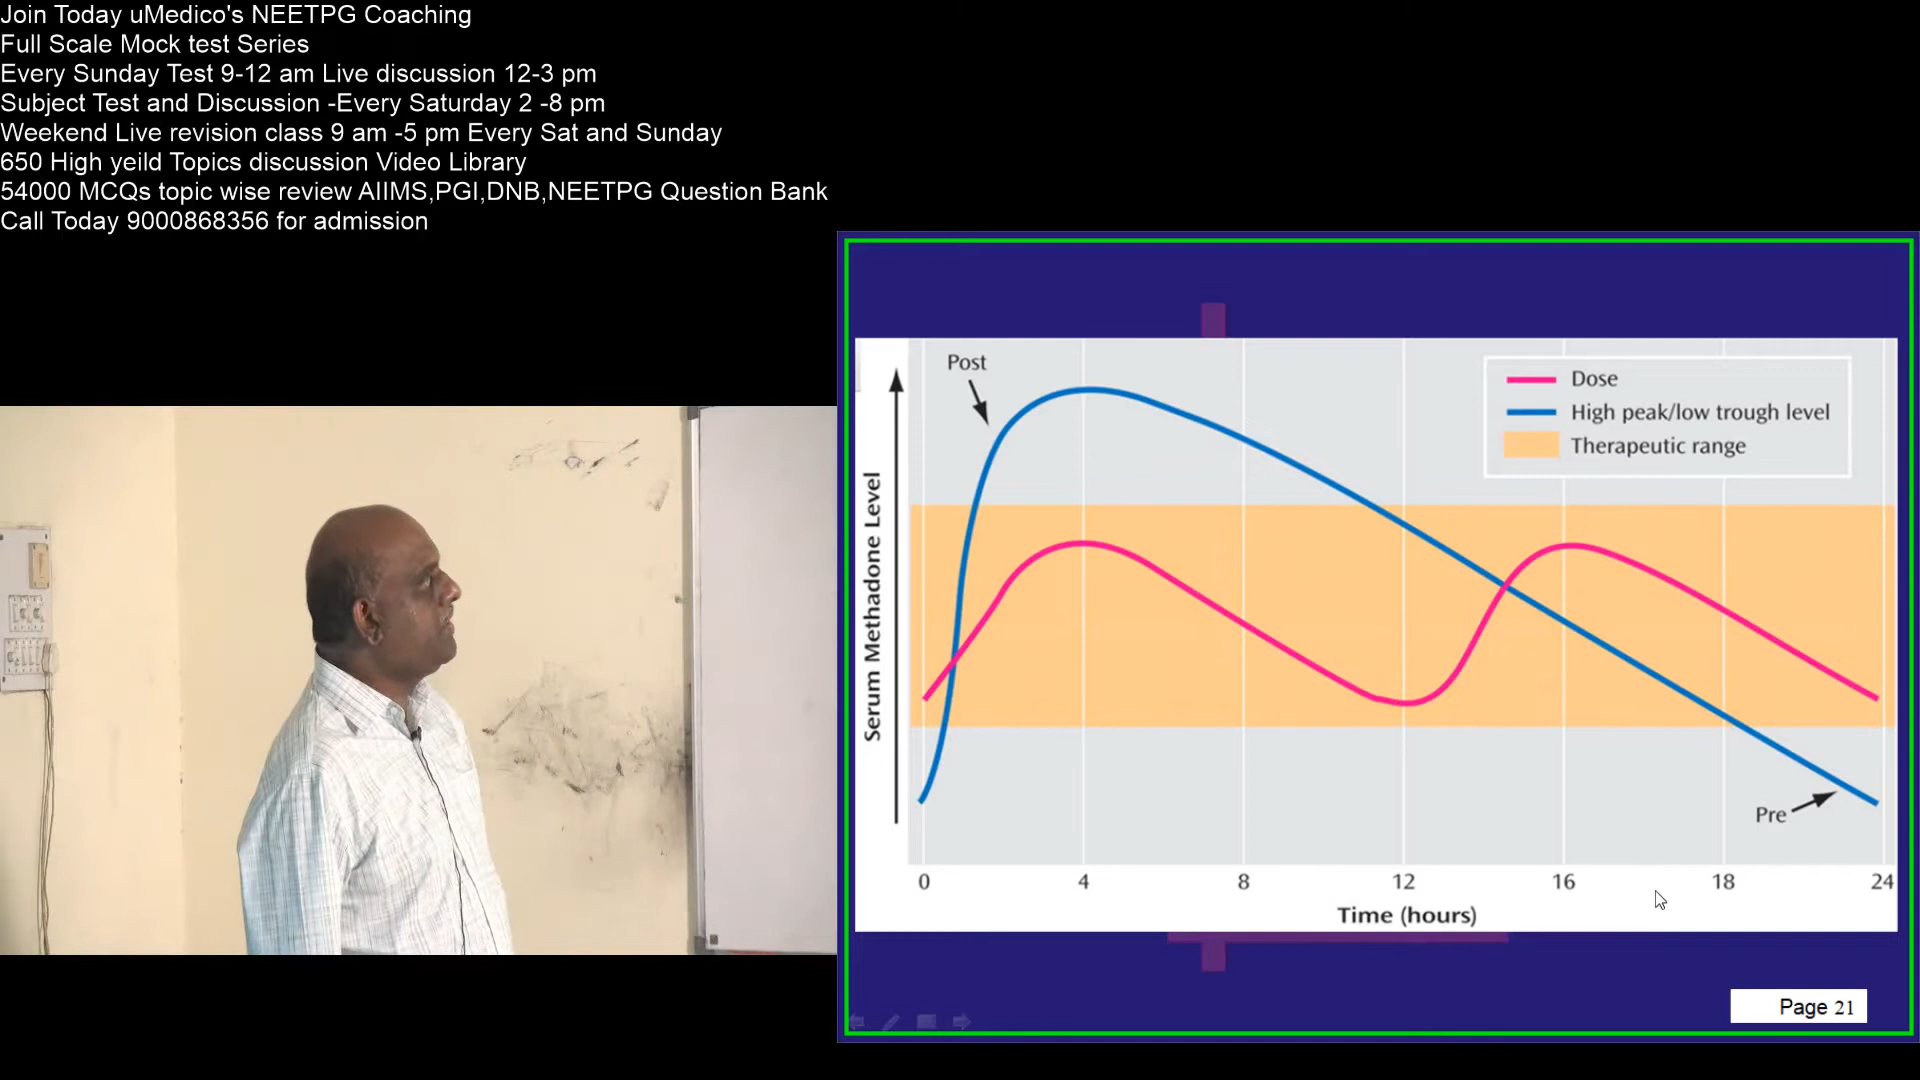 Join Today uMedico's NEETPG Coaching
Full Scale Mock test Series
Every Sunday Test 9-12 am Live discussion 12-3 pm
Subject Test and Discussion -Every Saturday 2 -8 pm
Weekend Live revision class 9 am -5 pm Every Sat and Sunday
650 High yeild Topics discussion Video Library
54000 MCQs topic wise review AIIMS,PGI,DNB,NEETPG Question Bank
Call Today 9000868356 for admission
Post
Dose
High peak/low trough level
Therapeutic range
Serum Methadone Level
Pre
0 4 8 12 16 18 24
Time (hours)
Page 21